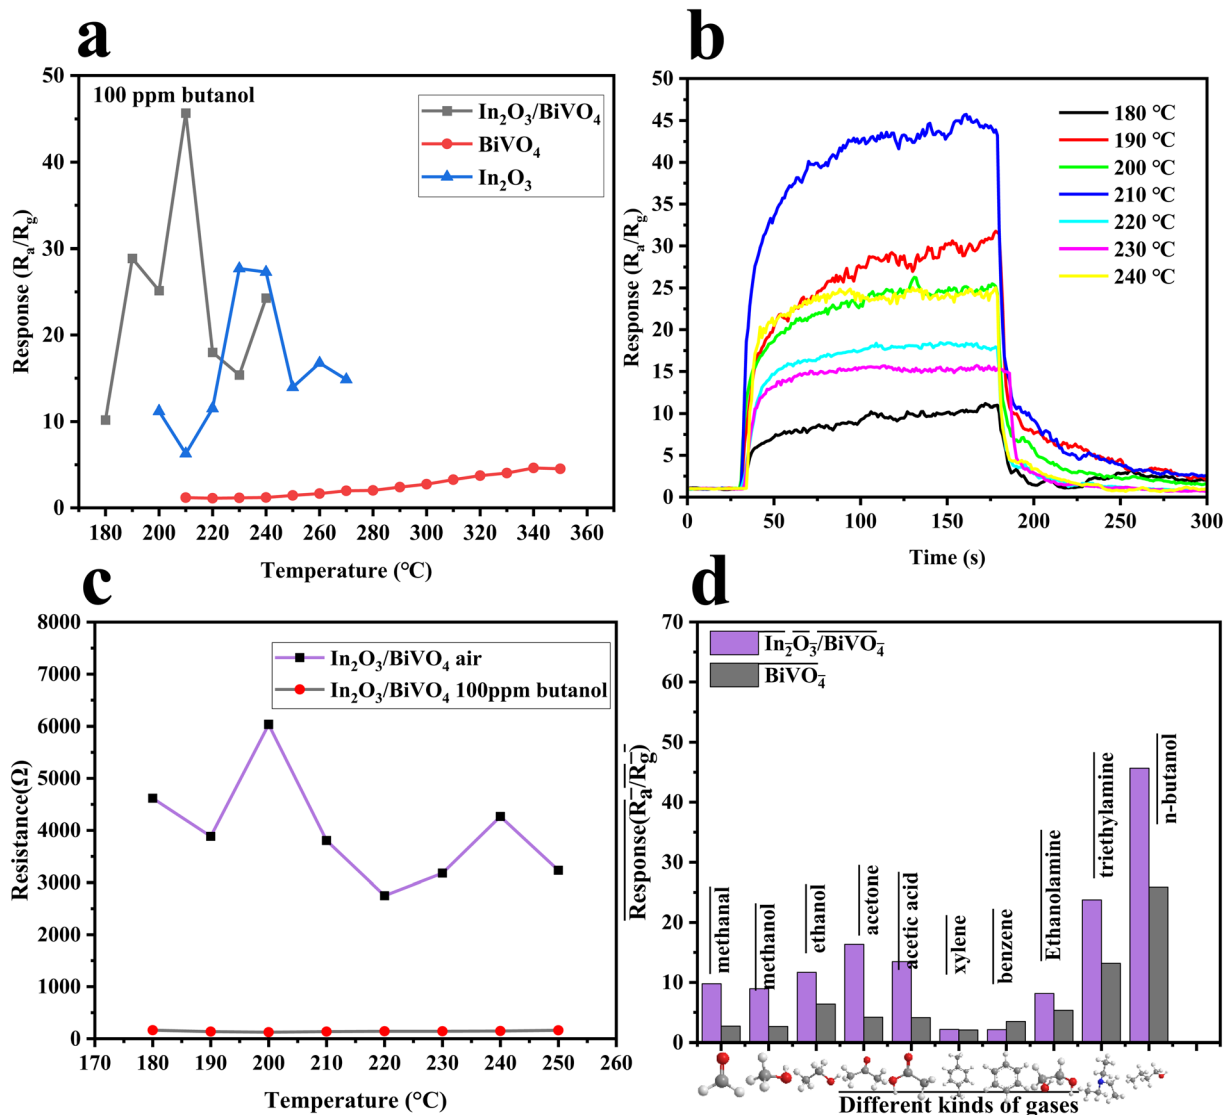 a
100 ppm butanol
In₂O₃/BiVO₄
BiVO₄
In₂O₃
Response (Rₐ/R_g)
50
40
30
20
10
0
180 200 220 240 260 280 300 320 340 360
Temperature (°C)
b
180 °C
190 °C
200 °C
210 °C
220 °C
230 °C
240 °C
Response (Rₐ/R_g)
50
45
40
35
30
25
20
15
10
5
0
0 50 100 150 200 250 300
Time (s)
c
In₂O₃/BiVO₄ air
In₂O₃/BiVO₄ 100ppm butanol
Resistance(Ω)
8000
7000
6000
5000
4000
3000
2000
1000
0
170 180 190 200 210 220 230 240 250 260
Temperature (°C)
d
In₂O₃/BiVO₄
BiVO₄
Response(Rₐ/R_g)
70
60
50
40
30
20
10
0
methanal
methanol
ethanol
acetone
acetic acid
xylene
benzene
Ethanolamine
triethylamine
n-butanol
Different kinds of gases